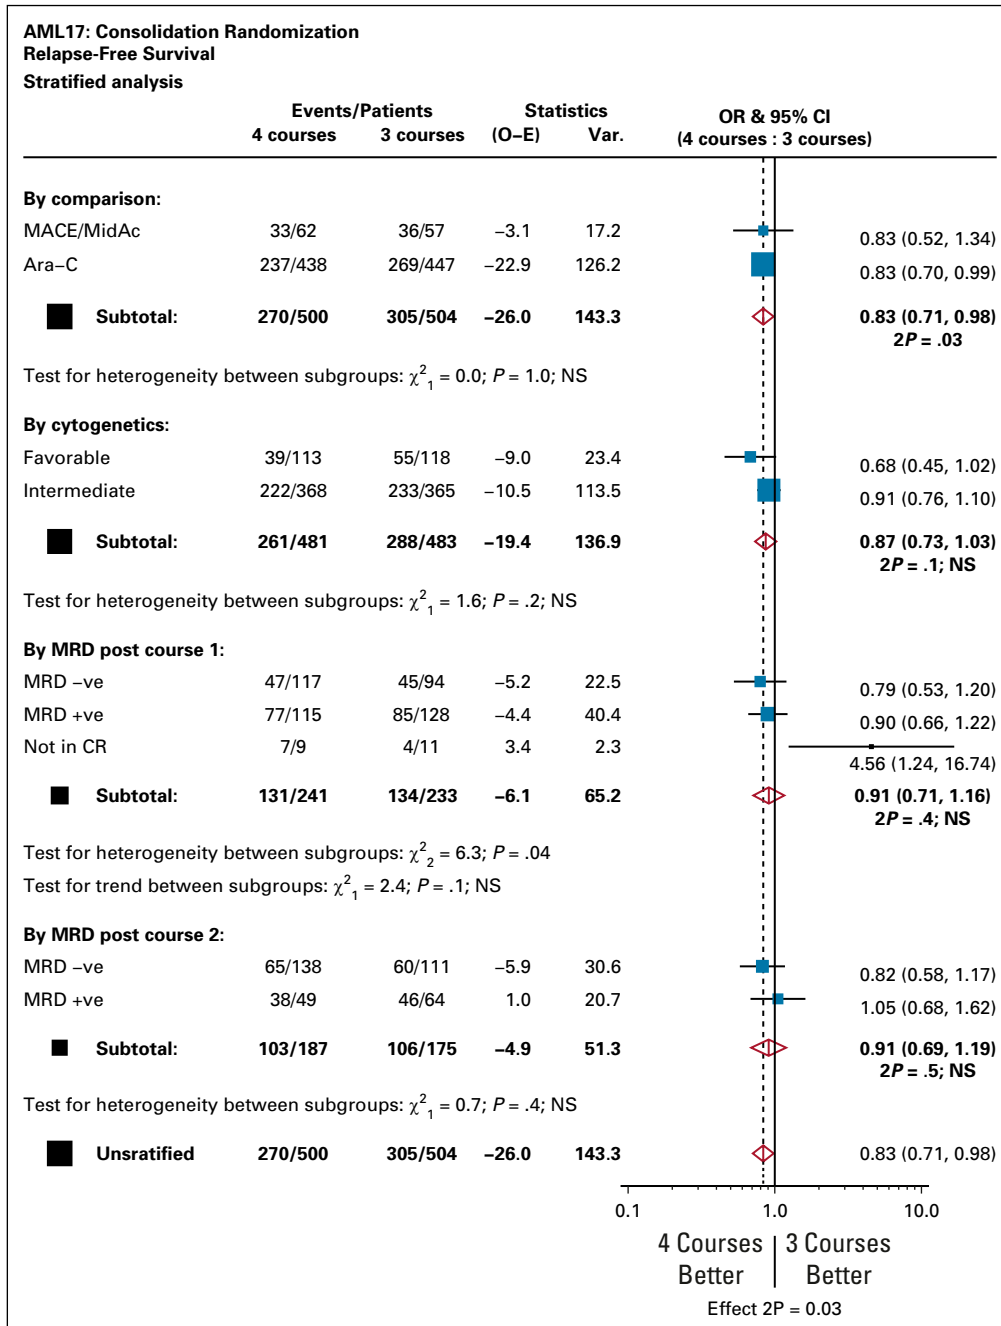 AML17: Consolidation Randomization
Relapse-Free Survival
Stratified analysis
Events/Patients Statistics OR & 95% CI
4 courses 3 courses (O−E) Var. (4 courses : 3 courses)
By comparison:
MACE/MidAc 33/62 36/57 −3.1 17.2 0.83 (0.52, 1.34)
Ara−C 237/438 269/447 −22.9 126.2 0.83 (0.70, 0.99)
Subtotal: 270/500 305/504 −26.0 143.3 0.83 (0.71, 0.98)
2P = .03
Test for heterogeneity between subgroups: χ²₁ = 0.0; P = 1.0; NS
By cytogenetics:
Favorable 39/113 55/118 −9.0 23.4 0.68 (0.45, 1.02)
Intermediate 222/368 233/365 −10.5 113.5 0.91 (0.76, 1.10)
Subtotal: 261/481 288/483 −19.4 136.9 0.87 (0.73, 1.03)
2P = .1; NS
Test for heterogeneity between subgroups: χ²₁ = 1.6; P = .2; NS
By MRD post course 1:
MRD −ve 47/117 45/94 −5.2 22.5 0.79 (0.53, 1.20)
MRD +ve 77/115 85/128 −4.4 40.4 0.90 (0.66, 1.22)
Not in CR 7/9 4/11 3.4 2.3 4.56 (1.24, 16.74)
Subtotal: 131/241 134/233 −6.1 65.2 0.91 (0.71, 1.16)
2P = .4; NS
Test for heterogeneity between subgroups: χ²₂ = 6.3; P = .04
Test for trend between subgroups: χ²₁ = 2.4; P = .1; NS
By MRD post course 2:
MRD −ve 65/138 60/111 −5.9 30.6 0.82 (0.58, 1.17)
MRD +ve 38/49 46/64 1.0 20.7 1.05 (0.68, 1.62)
Subtotal: 103/187 106/175 −4.9 51.3 0.91 (0.69, 1.19)
2P = .5; NS
Test for heterogeneity between subgroups: χ²₁ = 0.7; P = .4; NS
Unsratified 270/500 305/504 −26.0 143.3 0.83 (0.71, 0.98)
0.1 1.0 10.0
4 Courses 3 Courses
Better Better
Effect 2P = 0.03